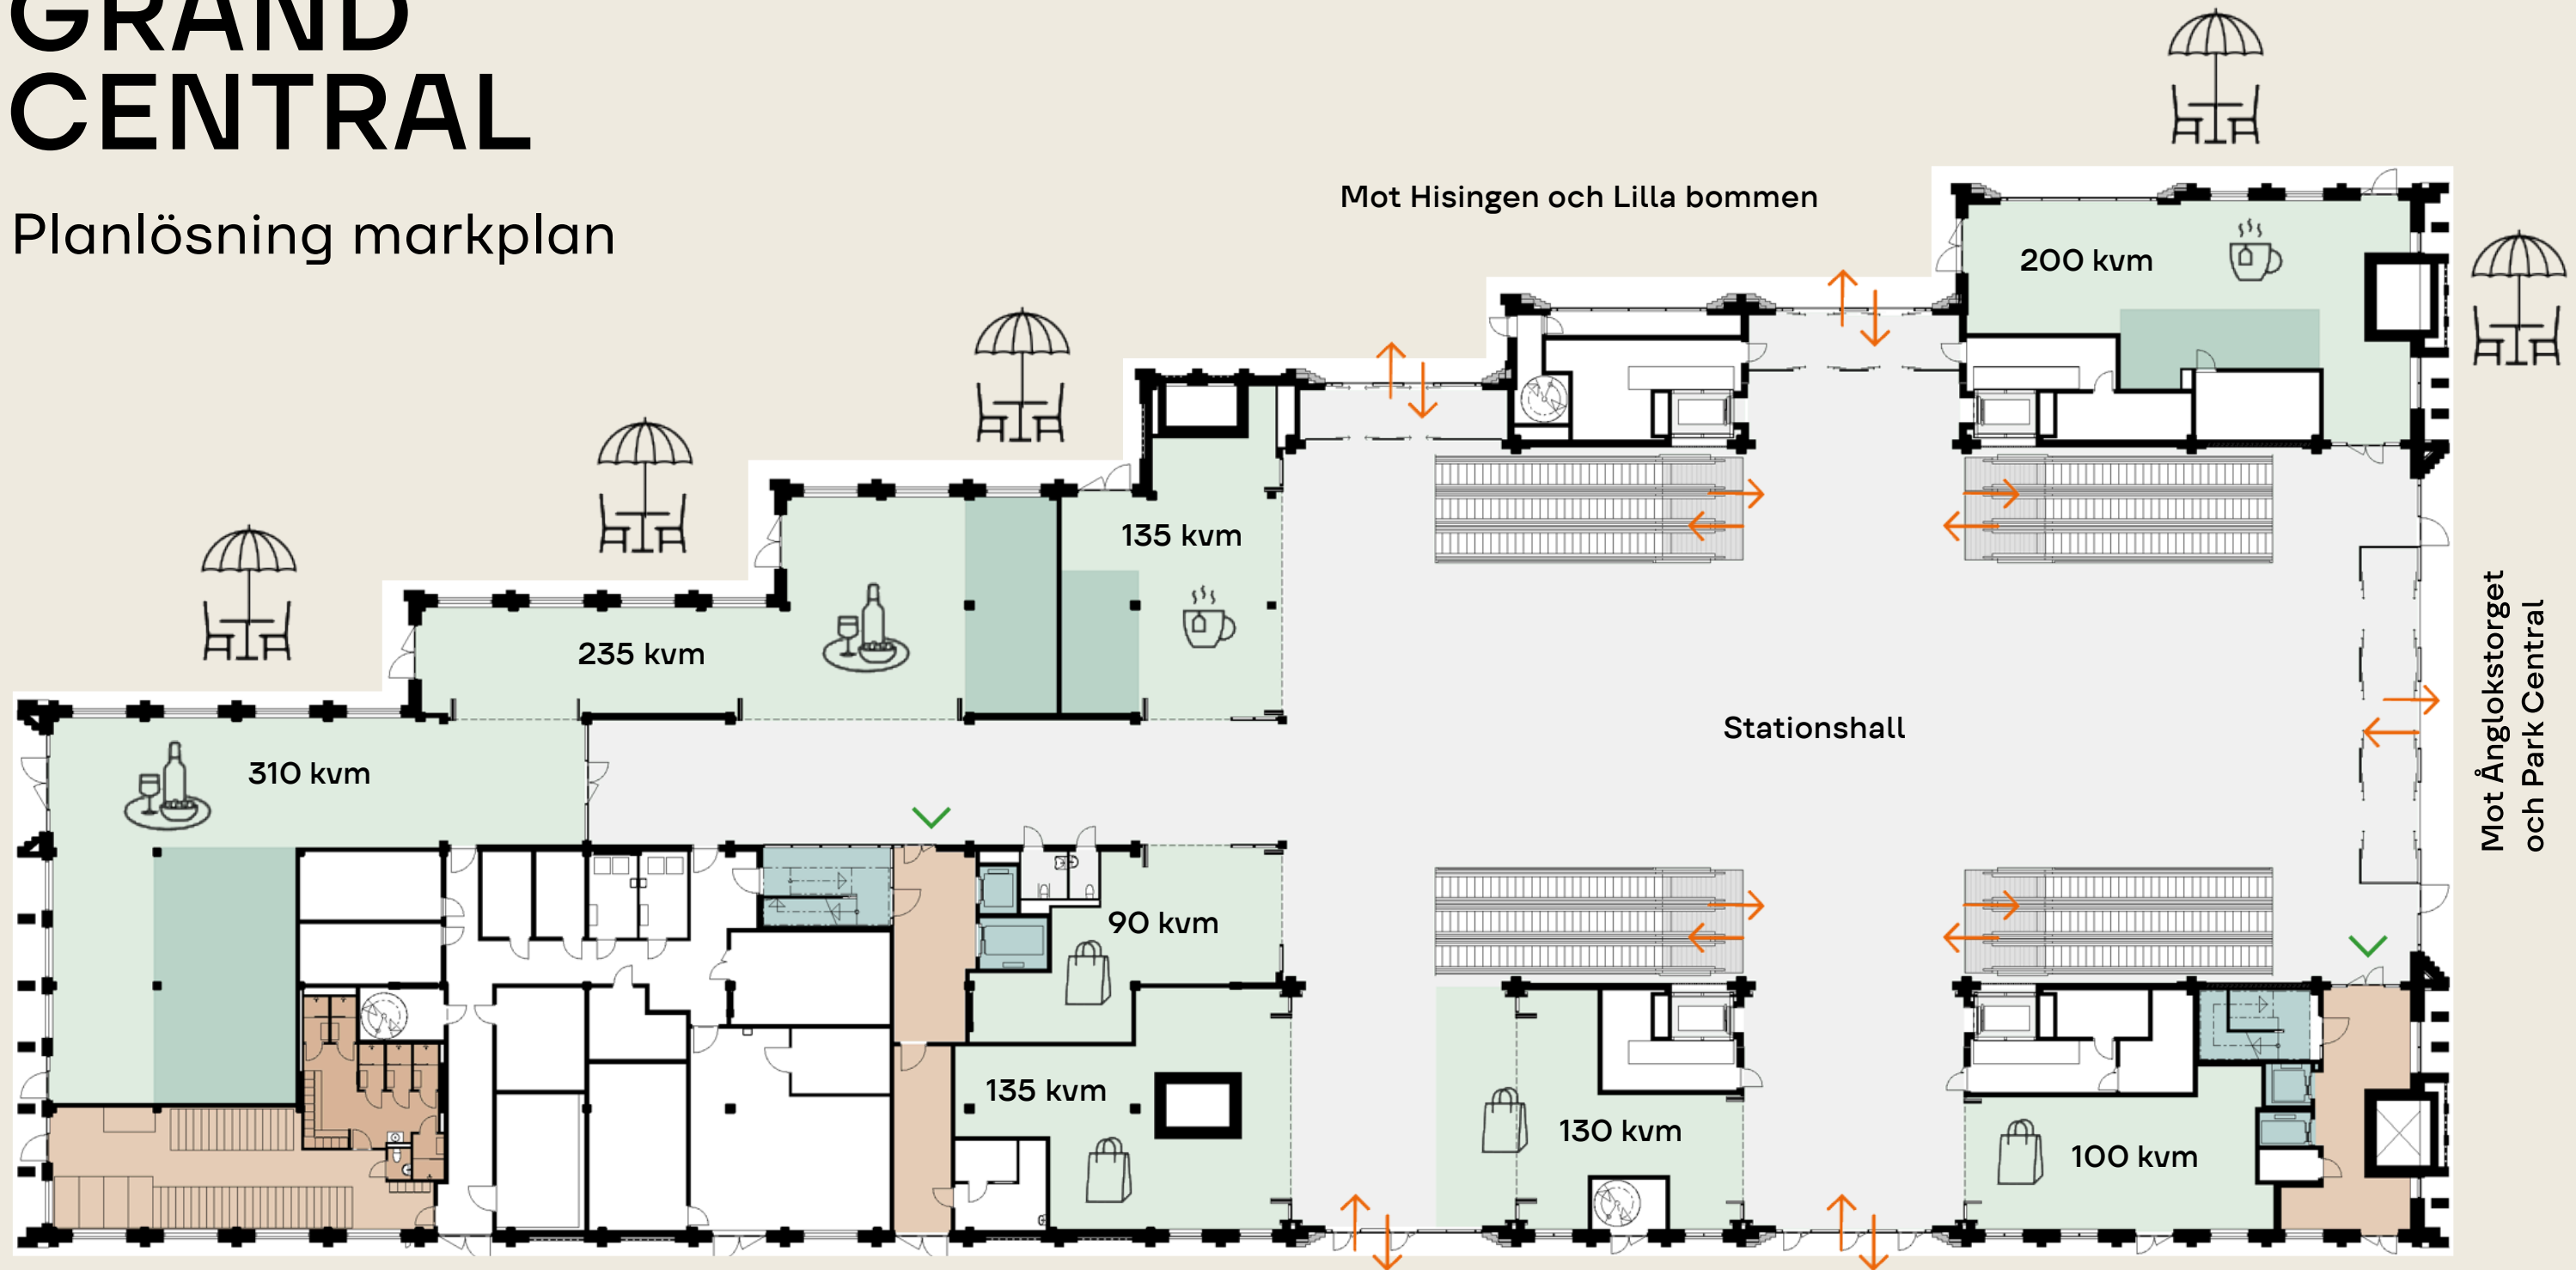 GRAND
CENTRAL
Planlösning markplan
Mot Hisingen och Lilla bommen
200 kvm
135 kvm
235 kvm
310 kvm
Stationshall
Mot Ånglokstorget
och Park Central
90 kvm
135 kvm
130 kvm
100 kvm